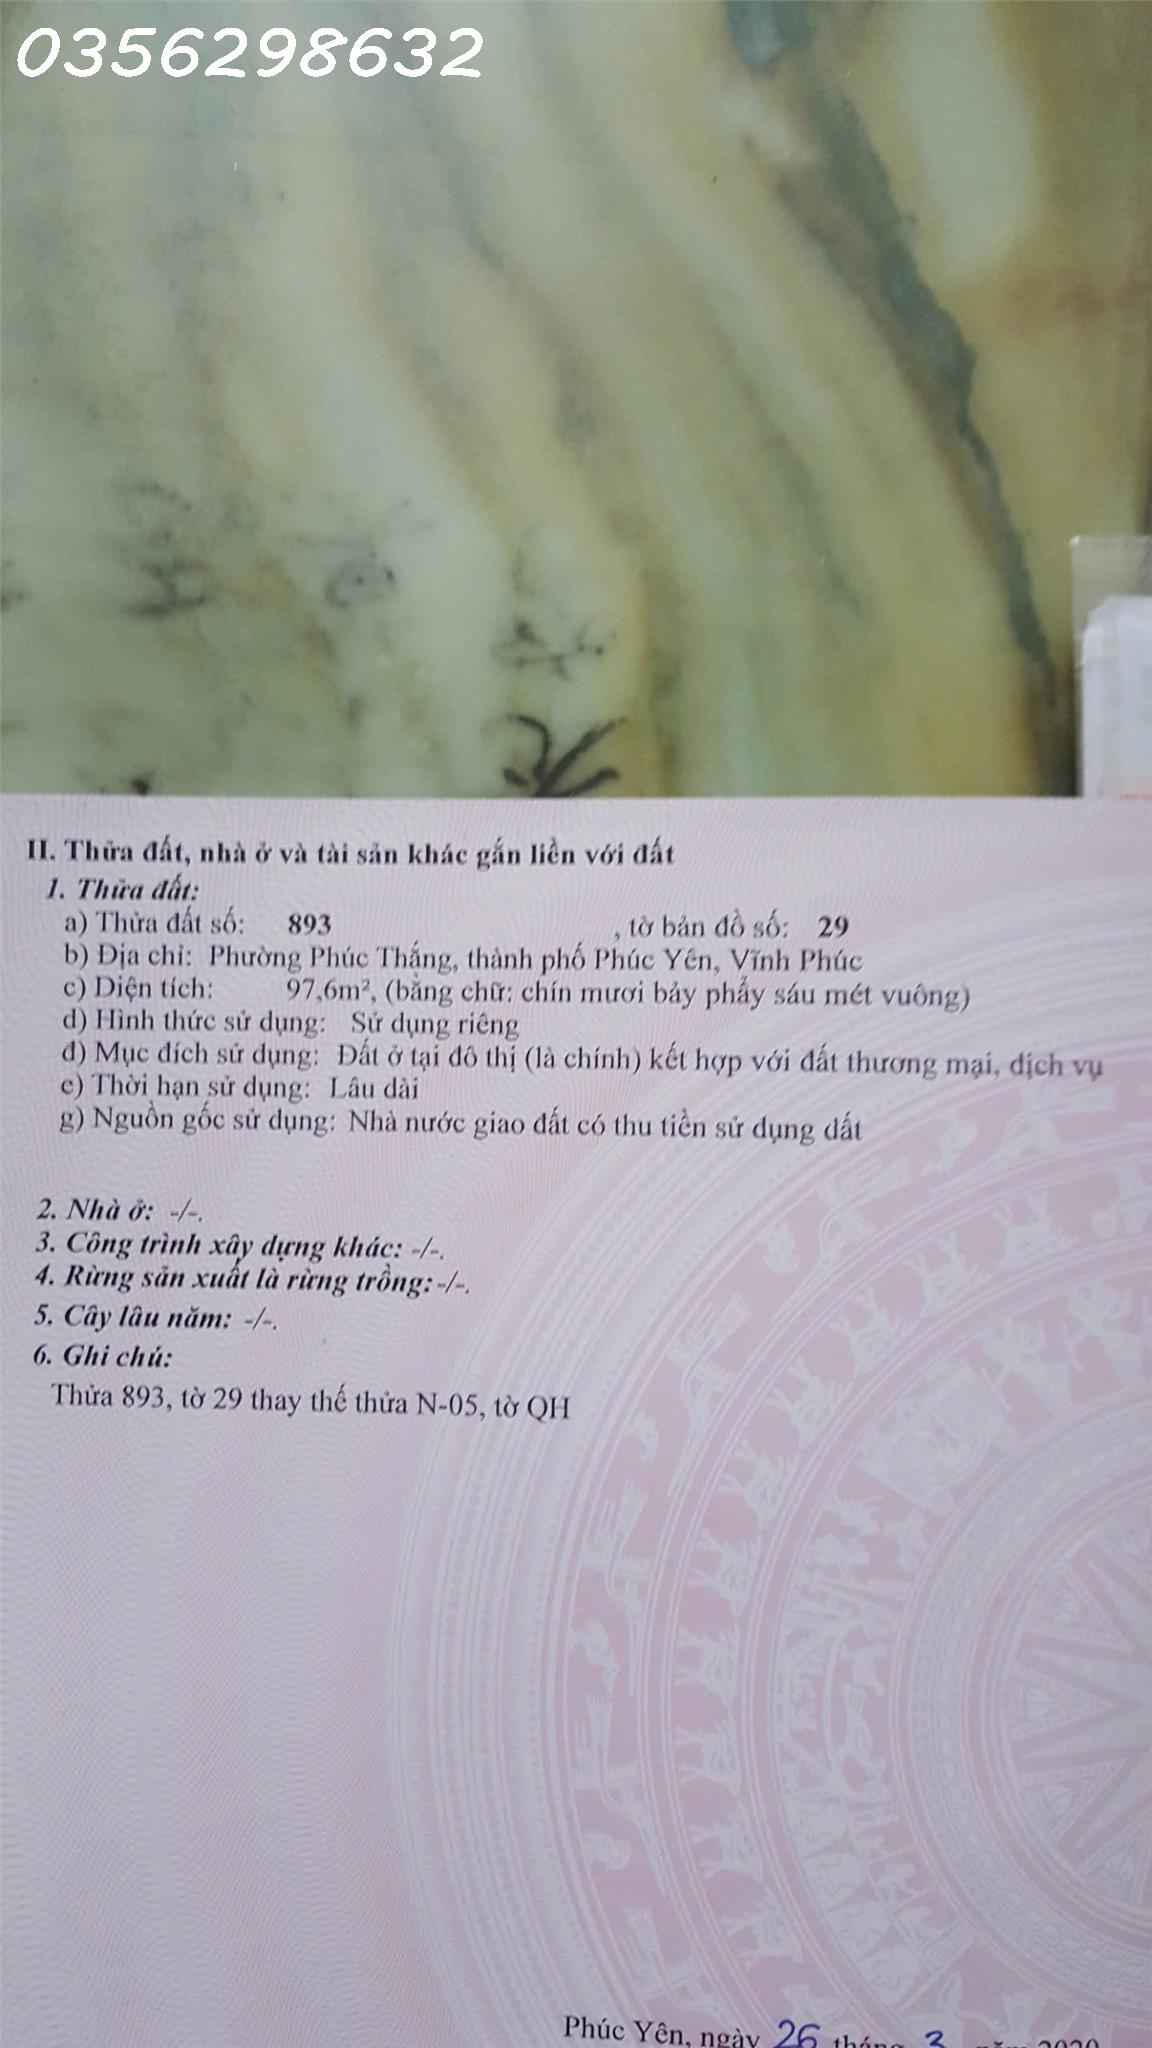 0356298632
II. Thửa đất, nhà ở và tài sản khác gắn liền với đất
1. Thửa đất:
a) Thửa đất số: 893 , tờ bản đồ số: 29
b) Địa chỉ: Phường Phúc Thắng, thành phố Phúc Yên, Vĩnh Phúc
c) Diện tích: 97,6m², (bằng chữ: chín mươi bảy phẩy sáu mét vuông)
d) Hình thức sử dụng: Sử dụng riêng
đ) Mục đích sử dụng: Đất ở tại đô thị (là chính) kết hợp với đất thương mại, dịch vụ
e) Thời hạn sử dụng: Lâu dài
g) Nguồn gốc sử dụng: Nhà nước giao đất có thu tiền sử dụng đất
2. Nhà ở: -/-.
3. Công trình xây dựng khác: -/-.
4. Rừng sản xuất là rừng trồng: -/-.
5. Cây lâu năm: -/-.
6. Ghi chú:
Thửa 893, tờ 29 thay thế thửa N-05, tờ QH
Phúc Yên, ngày 26 tháng 3 năm 2020